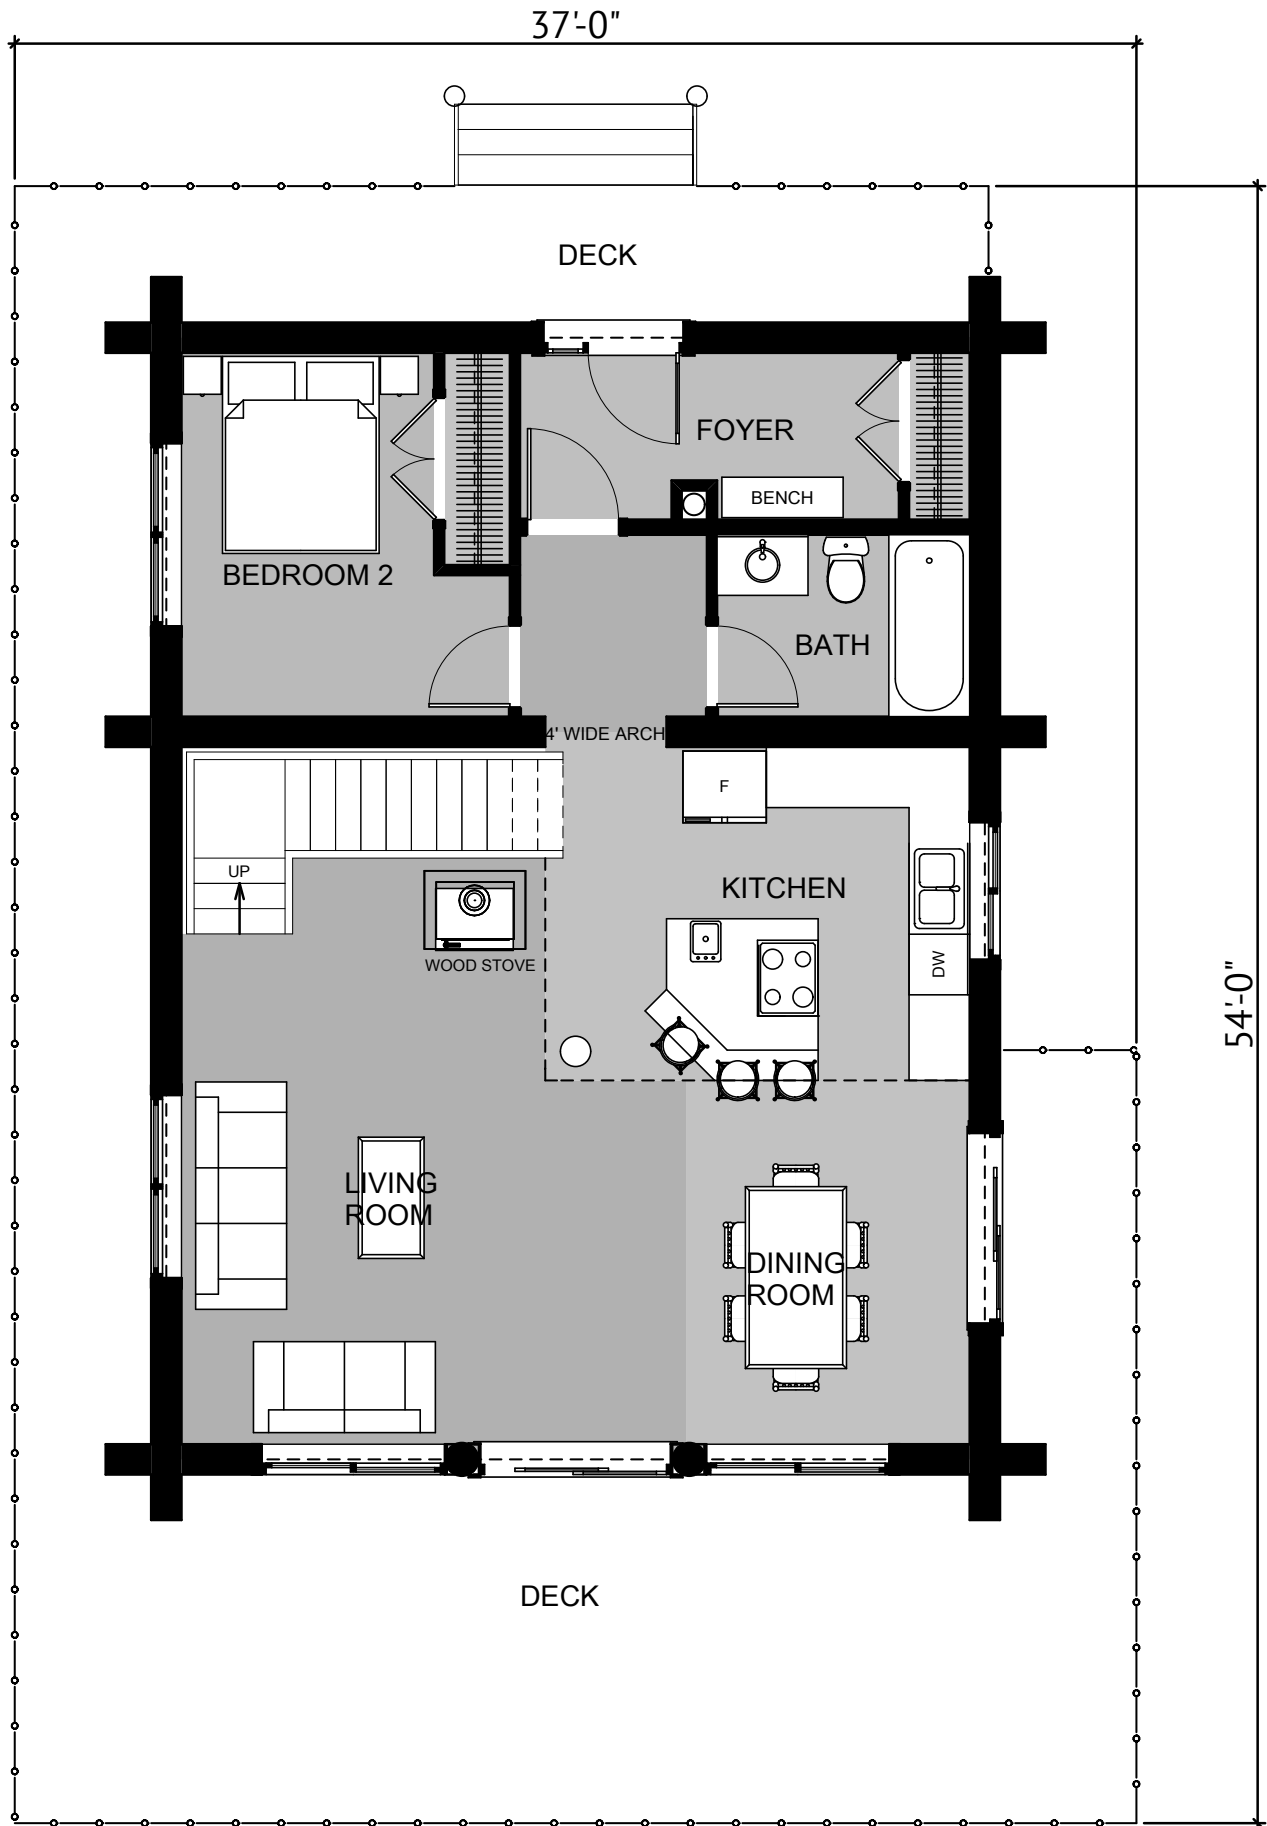 37'-0"
DECK
FOYER
BENCH
BEDROOM 2
BATH
4' WIDE ARCH
F
UP
KITCHEN
WOOD STOVE
DW
54'-0"
LIVING
ROOM
DINING
ROOM
DECK